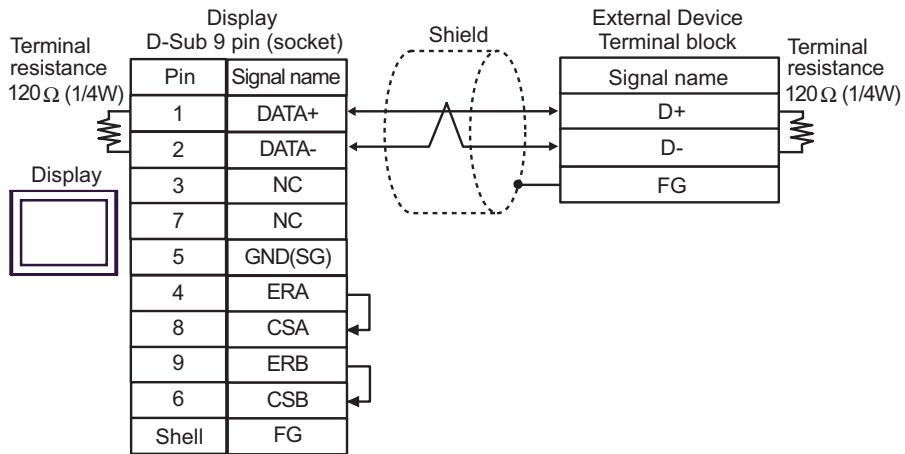 Display
D-Sub 9 pin (socket)
Shield
External Device
Terminal block
Terminal
resistance
120Ω (1/4W)
Terminal
resistance
120Ω (1/4W)
Pin Signal name
1 DATA+
2 DATA-
3 NC
7 NC
5 GND(SG)
4 ERA
8 CSA
9 ERB
6 CSB
Shell FG
Display
Signal name
D+
D-
FG